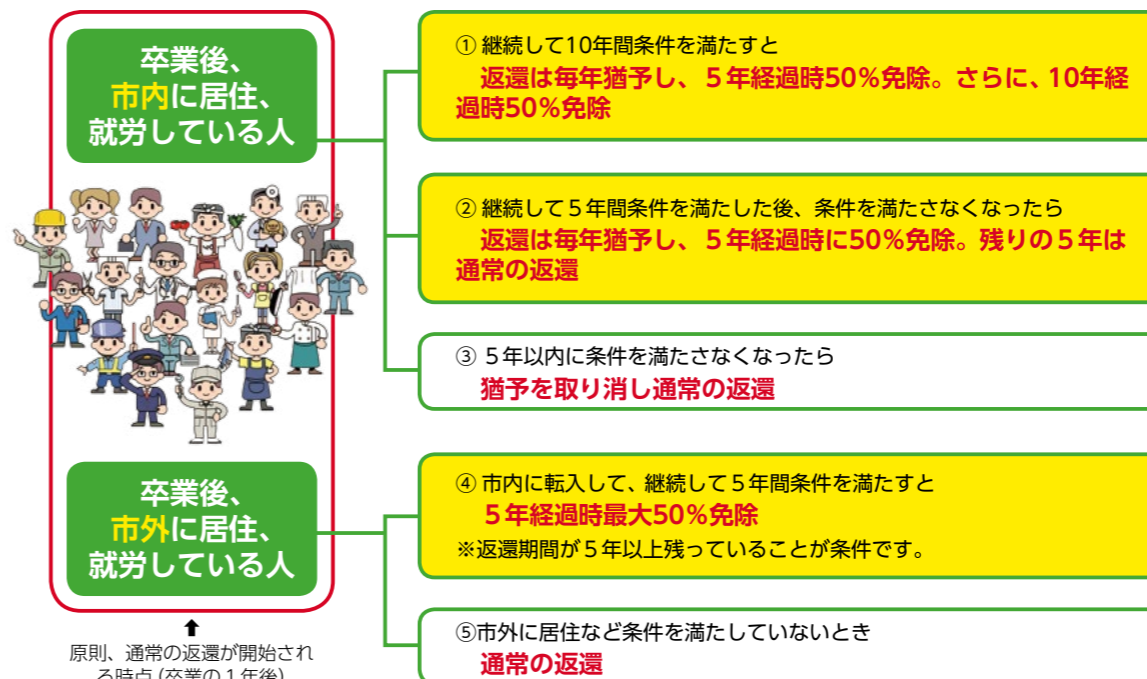 卒業後、
市内に居住、
就労している人
① 継続して10年間条件を満たすと
返還は毎年猶予し、５年経過時50%免除。さらに、10年経
過時50%免除
② 継続して５年間条件を満たした後、条件を満たさなくなったら
返還は毎年猶予し、５年経過時に50%免除。残りの５年は
通常の返還
③ ５年以内に条件を満たさなくなったら
猶予を取り消し通常の返還
卒業後、
市外に居住、
就労している人
④ 市内に転入して、継続して５年間条件を満たすと
５年経過時最大50%免除
※返還期間が５年以上残っていることが条件です。
⑤市外に居住など条件を満たしていないとき
通常の返還
⬆
原則、通常の返還が開始され
る時点（卒業の１年後）